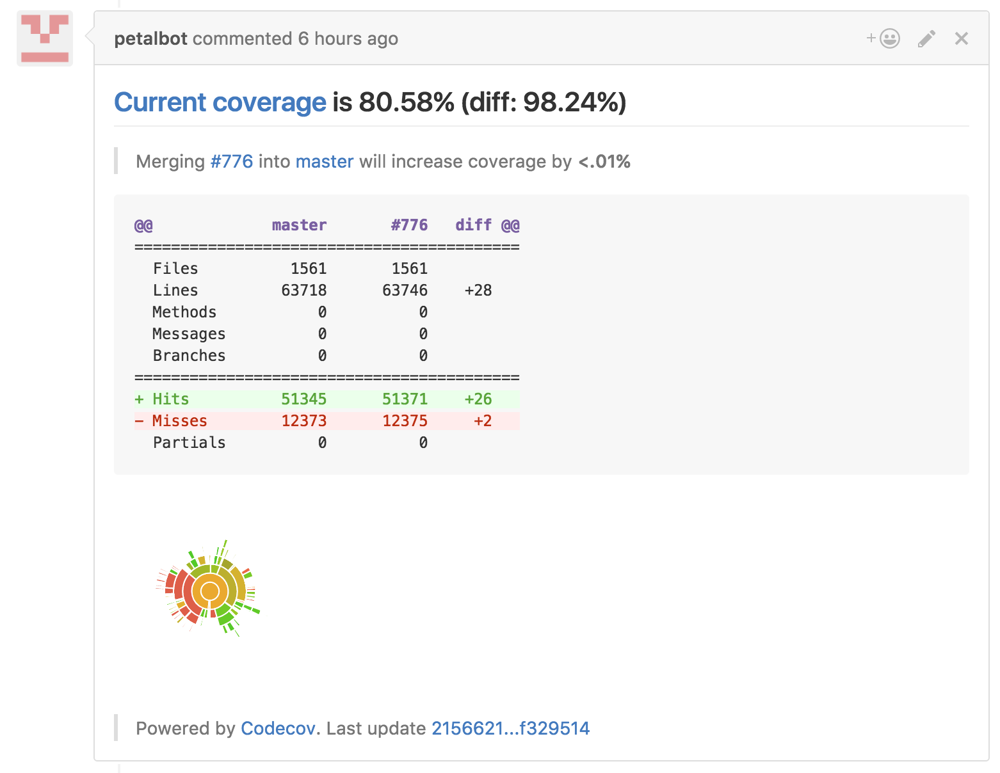 petalbot commented 6 hours ago
Current coverage is 80.58% (diff: 98.24%)
Merging #776 into master will increase coverage by <.01%
@@             master       #776   diff @@
==========================================
  Files          1561       1561
  Lines         63718      63746    +28
  Methods           0          0
  Messages          0          0
  Branches          0          0
==========================================
+ Hits          51345      51371    +26
− Misses        12373      12375     +2
  Partials          0          0
Powered by Codecov. Last update 2156621...f329514